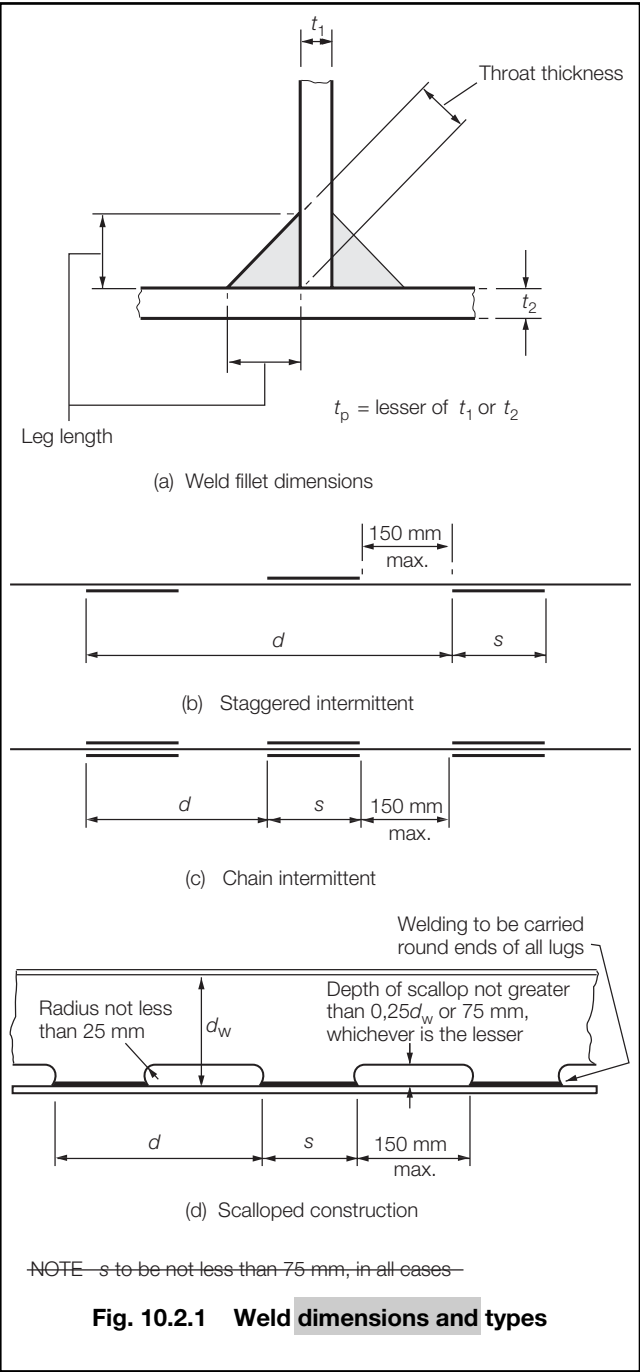 t1
Throat thickness
t2
tp = lesser of t1 or t2
Leg length
(a) Weld fillet dimensions
150 mm
max.
d
s
(b) Staggered intermittent
d
s
150 mm
max.
(c) Chain intermittent
Welding to be carried
round ends of all lugs
Radius not less
than 25 mm
dw
Depth of scallop not greater
than 0,25dw or 75 mm,
whichever is the lesser
d
s
150 mm
max.
(d) Scalloped construction
NOTE s to be not less than 75 mm, in all cases
Fig. 10.2.1 Weld dimensions and types